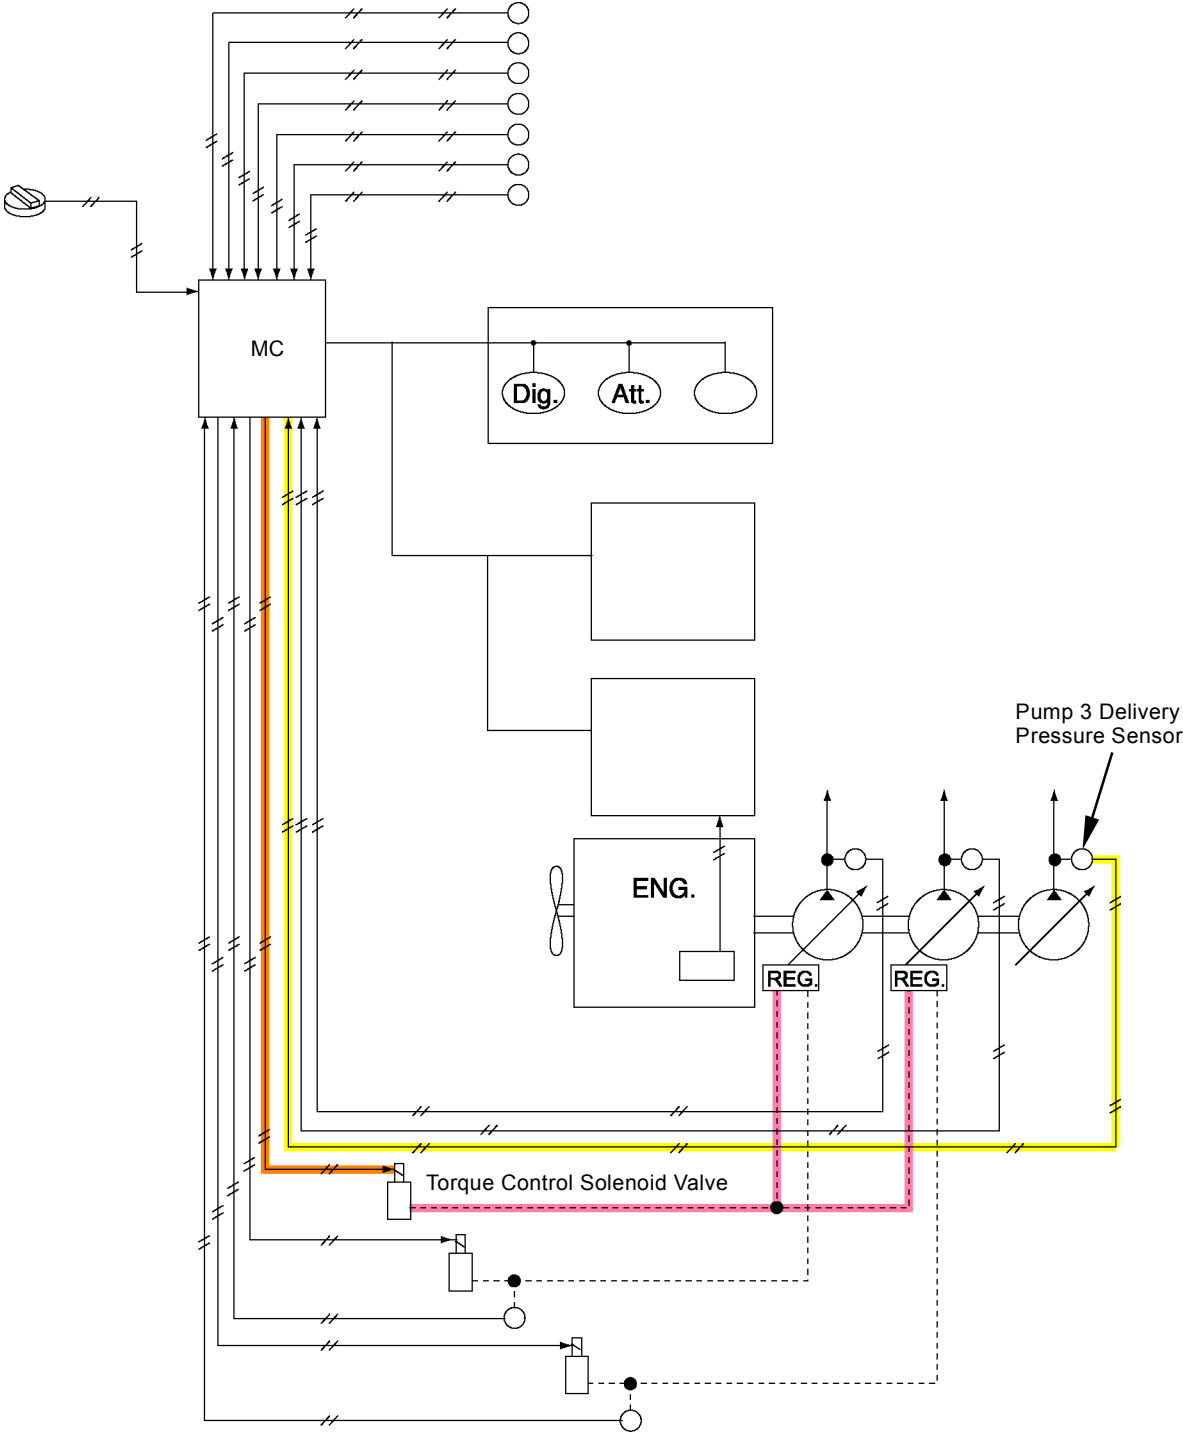 MC
Dig.
Att.
Pump 3 Delivery
Pressure Sensor
ENG.
REG.
REG.
Torque Control Solenoid Valve